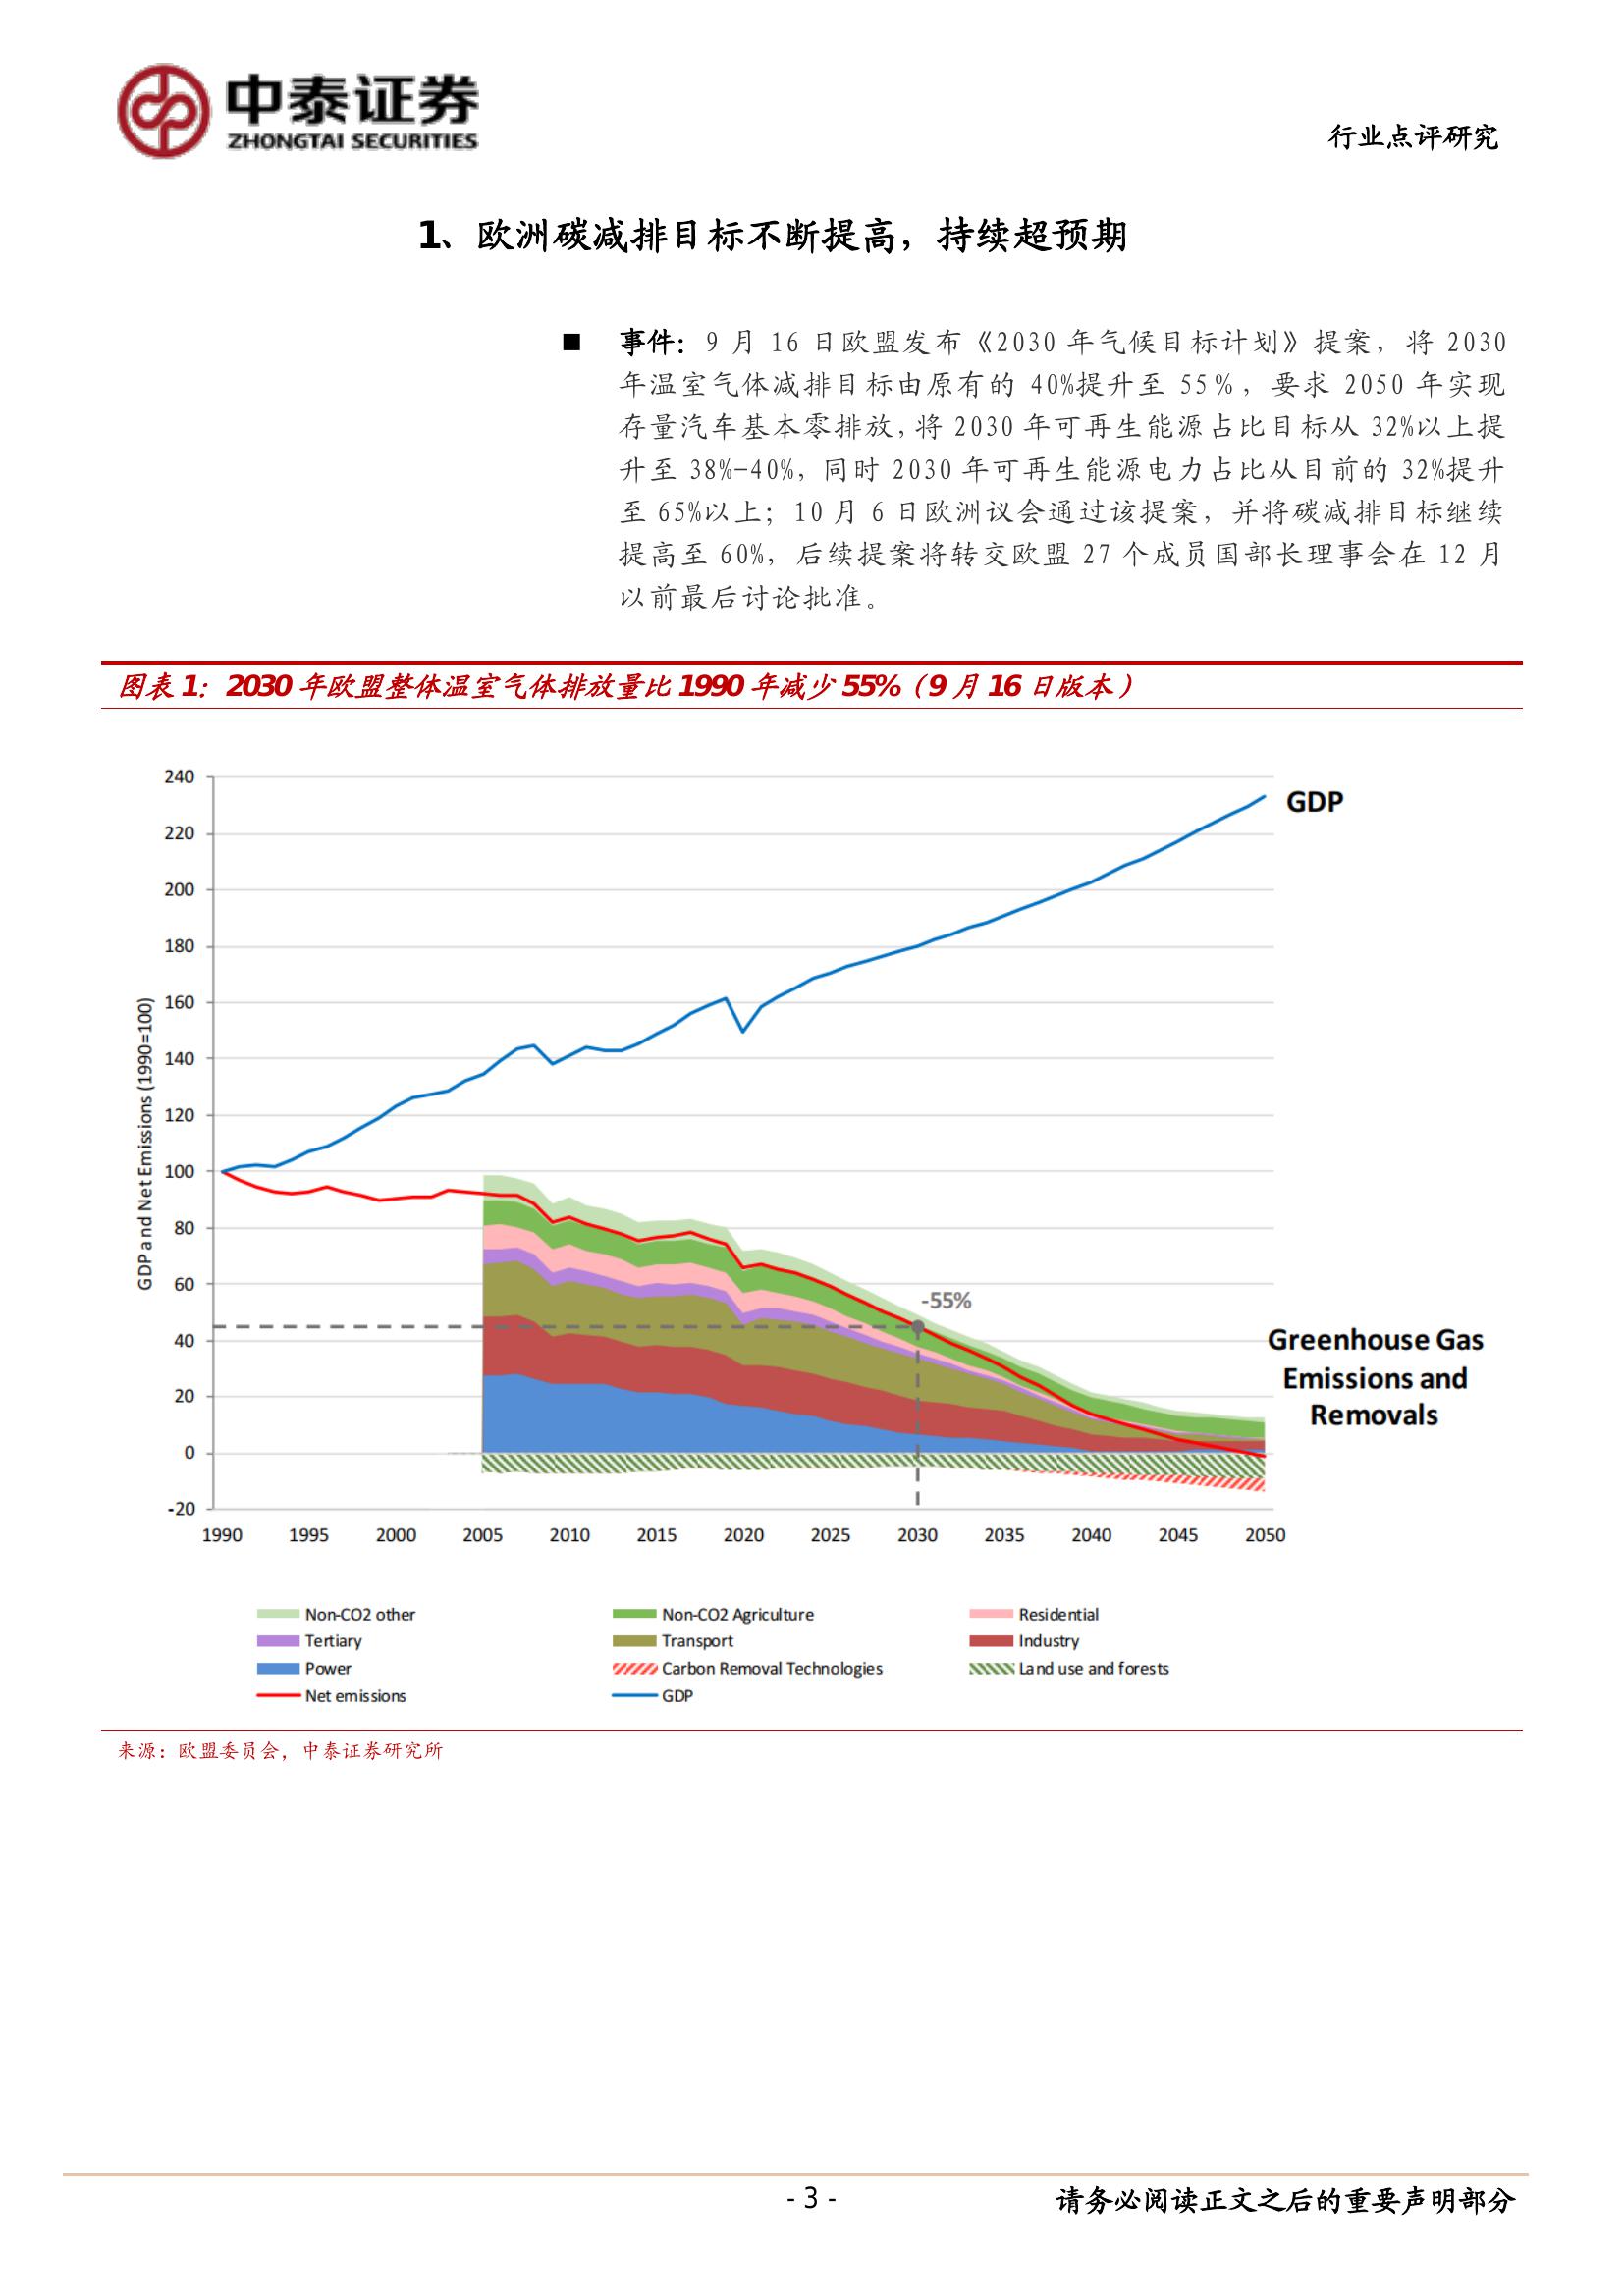 中泰证券
ZHONGTAI SECURITIES
行业点评研究
1、欧洲碳减排目标不断提高，持续超预期
■ 事件：9 月 16 日欧盟发布《2030 年气候目标计划》提案，将 2030
年温室气体减排目标由原有的 40%提升至 55%，要求 2050 年实现
存量汽车基本零排放，将 2030 年可再生能源占比目标从 32%以上提
升至 38%-40%，同时 2030 年可再生能源电力占比从目前的 32%提升
至 65%以上；10 月 6 日欧洲议会通过该提案，并将碳减排目标继续
提高至 60%，后续提案将转交欧盟 27 个成员国部长理事会在 12 月
以前最后讨论批准。
图表 1：2030 年欧盟整体温室气体排放量比 1990 年减少 55%（9 月 16 日版本）
GDP and Net Emissions (1990=100)
240
220
200
180
160
140
120
100
80
60
40
20
0
-20
GDP
-55%
Greenhouse Gas
Emissions and
Removals
1990 1995 2000 2005 2010 2015 2020 2025 2030 2035 2040 2045 2050
Non-CO2 other Non-CO2 Agriculture Residential
Tertiary Transport Industry
Power Carbon Removal Technologies Land use and forests
Net emissions GDP
来源：欧盟委员会，中泰证券研究所
- 3 -
请务必阅读正文之后的重要声明部分